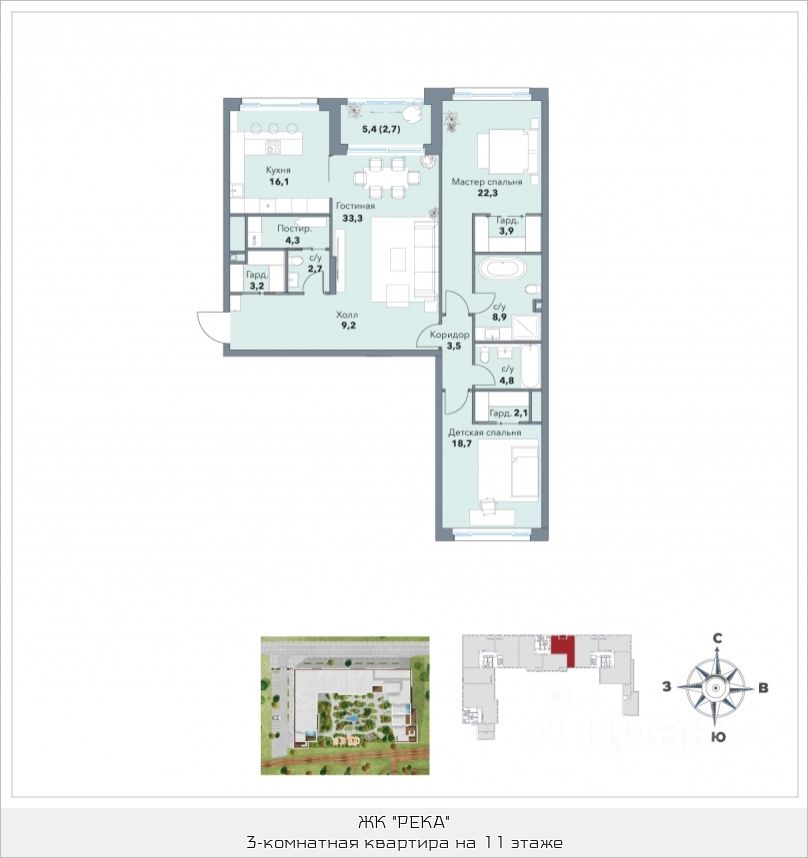 5,4 (2,7)
Кухня
16,1
Мастер спальня
22,3
Гостиная
33,3
Гард.
3,9
Постир.
4,3
с/у
2,7
Гард.
3,2
с/у
8,9
Холл
9,2
Коридор
3,5
с/у
4,8
Гард. 2,1
Детская спальня
18,7
С
З
В
Ю
циан
ЖК "РЕКА"
3-комнатная квартира на 11 этаже